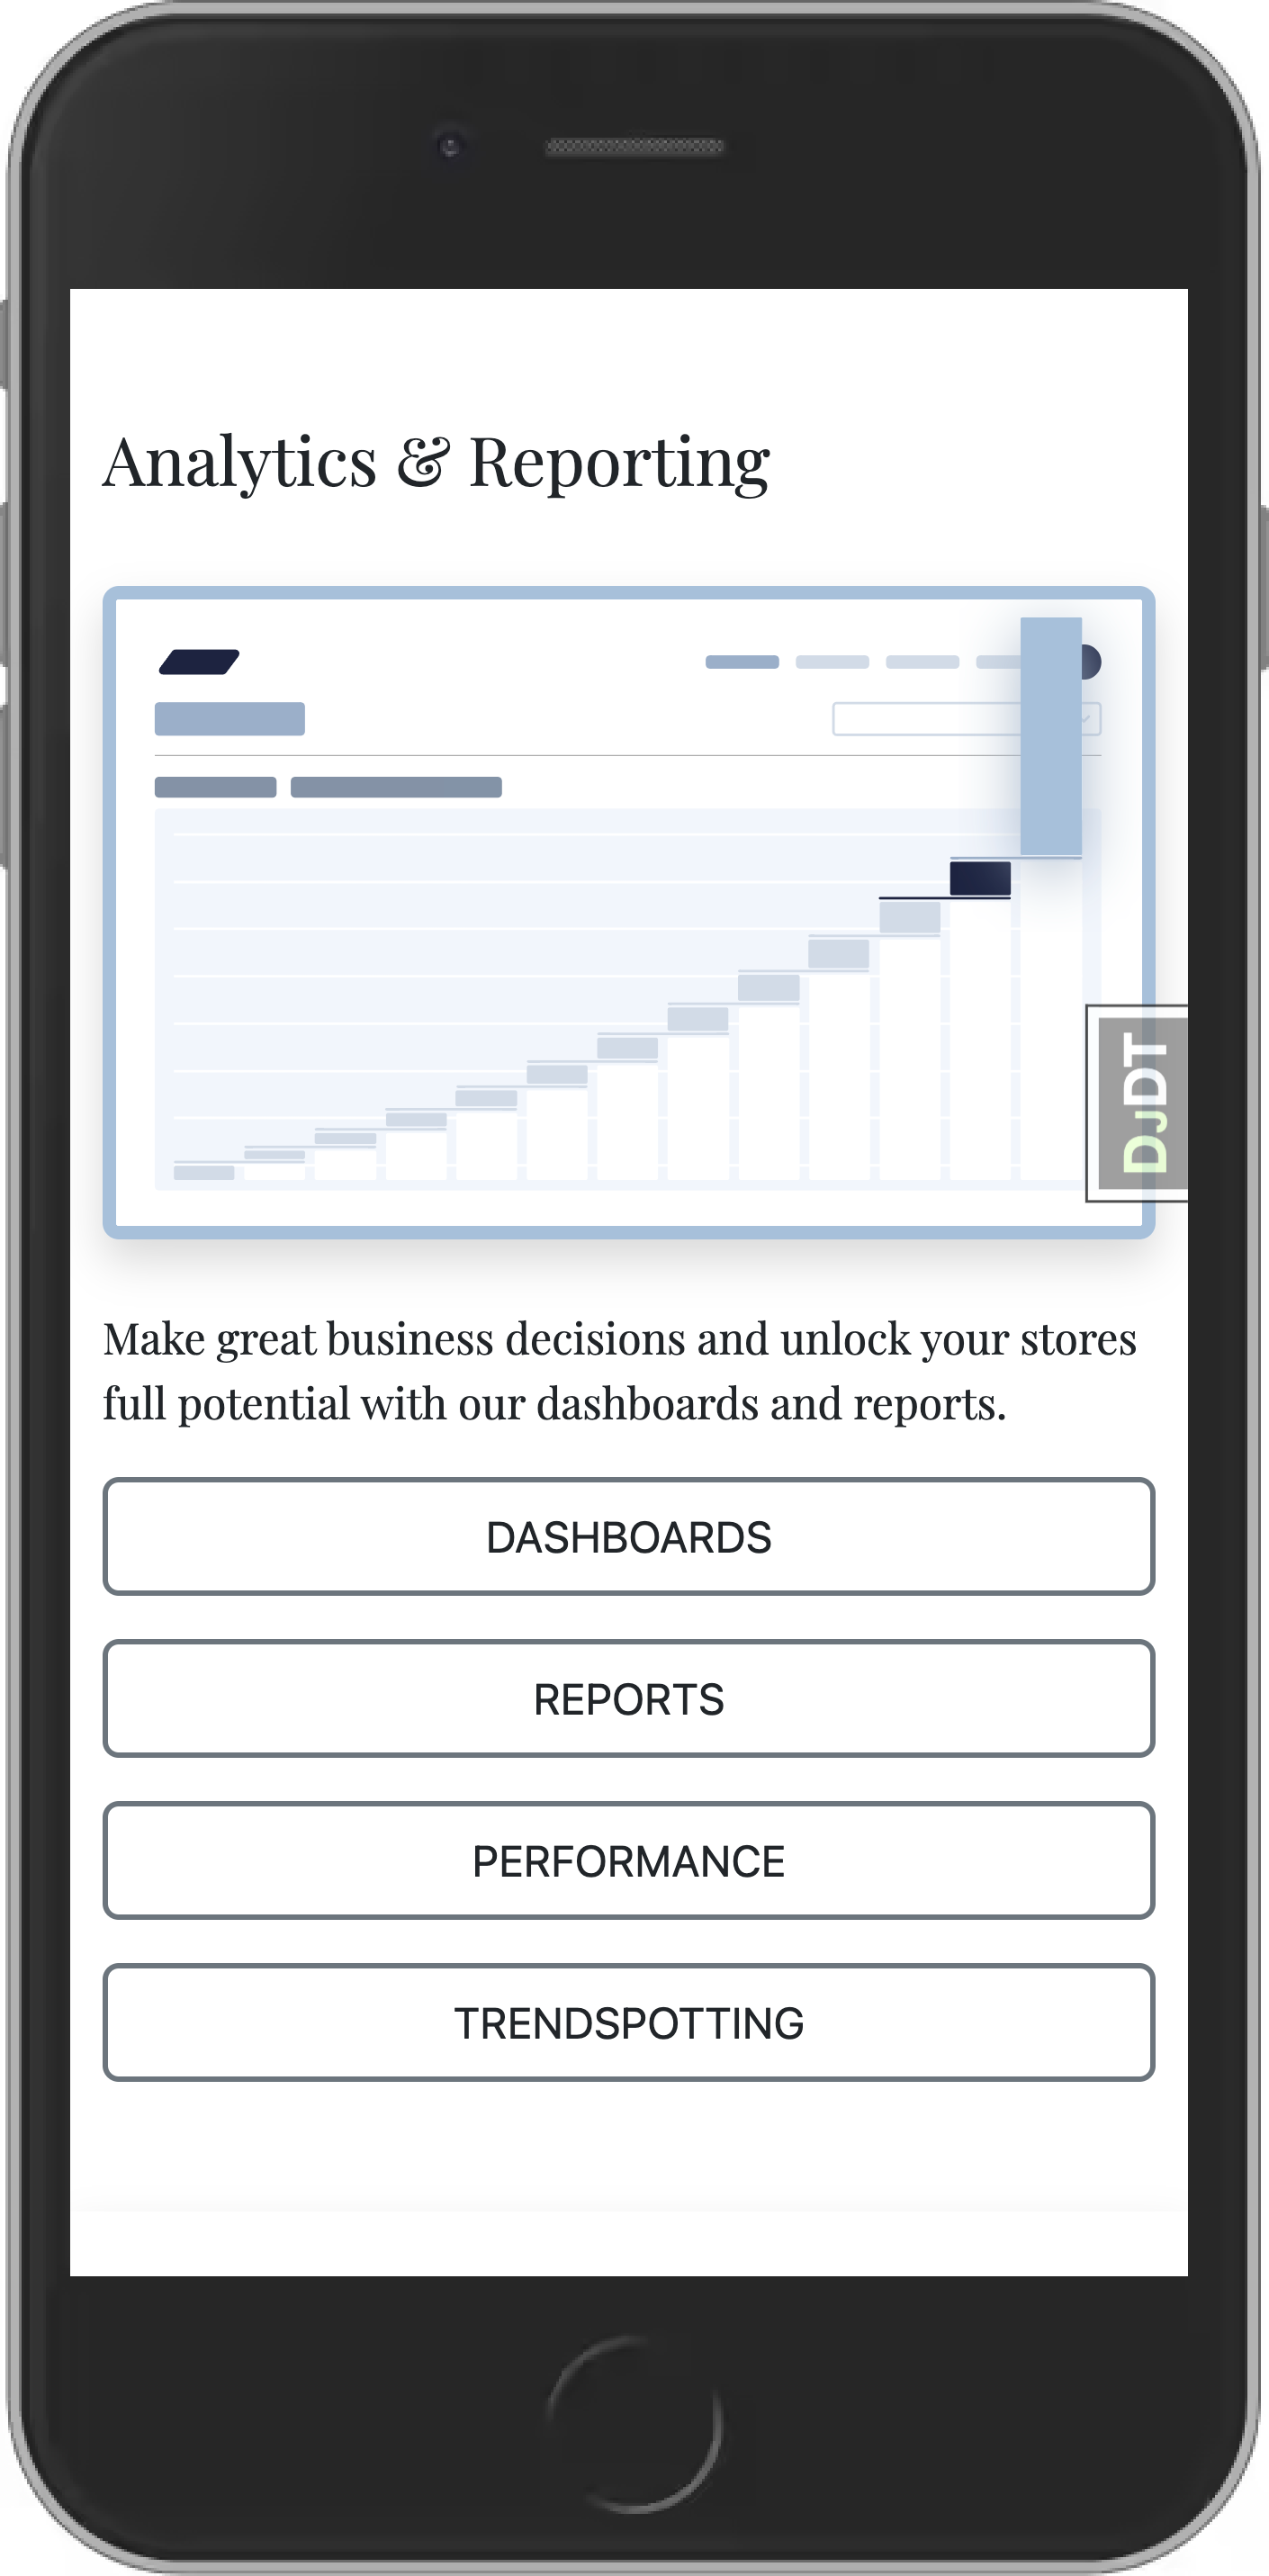 Analytics & Reporting
DJDT
Make great business decisions and unlock your stores
full potential with our dashboards and reports.
DASHBOARDS
REPORTS
PERFORMANCE
TRENDSPOTTING